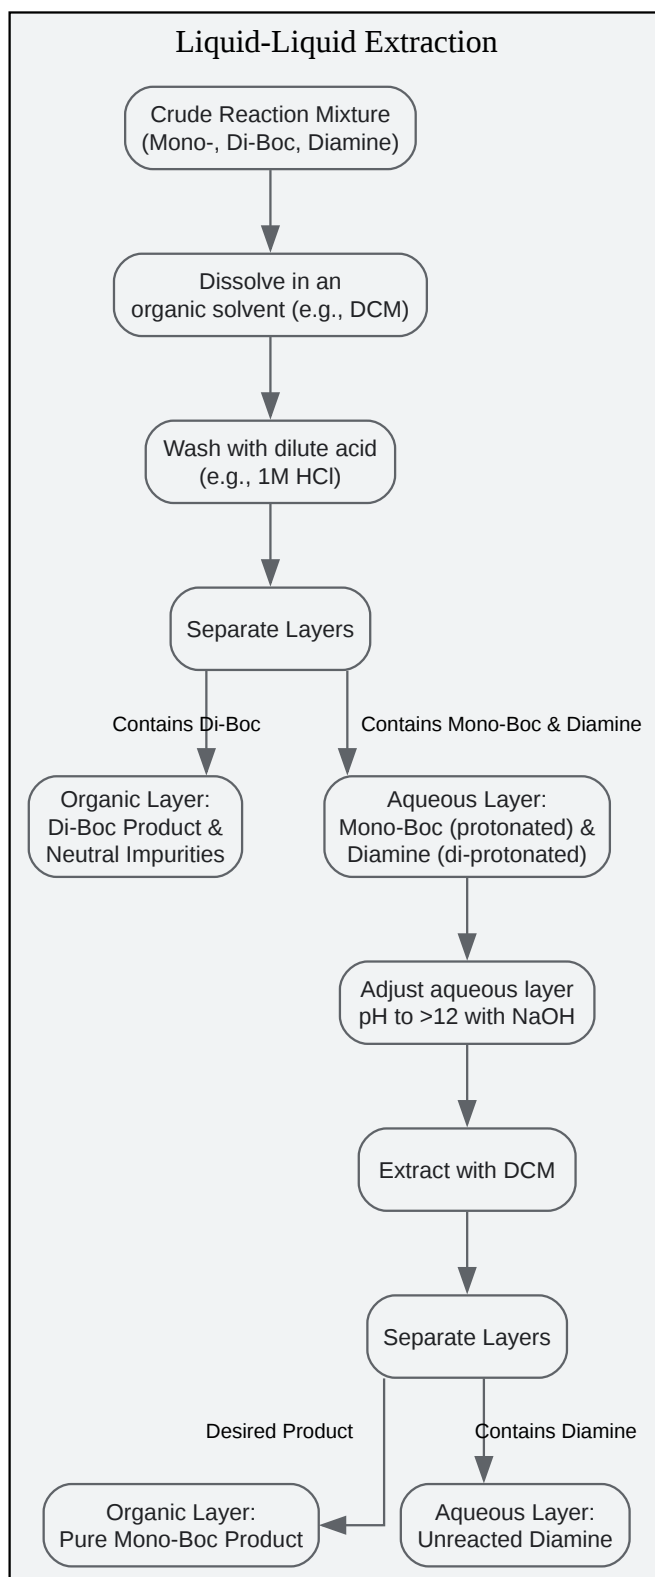 Liquid-Liquid Extraction
Crude Reaction Mixture
(Mono-, Di-Boc, Diamine)
Dissolve in an
organic solvent (e.g., DCM)
Wash with dilute acid
(e.g., 1M HCl)
Separate Layers
Contains Di-Boc
Contains Mono-Boc & Diamine
Organic Layer:
Di-Boc Product &
Neutral Impurities
Aqueous Layer:
Mono-Boc (protonated) &
Diamine (di-protonated)
Adjust aqueous layer
pH to >12 with NaOH
Extract with DCM
Separate Layers
Desired Product
Contains Diamine
Organic Layer:
Pure Mono-Boc Product
Aqueous Layer:
Unreacted Diamine